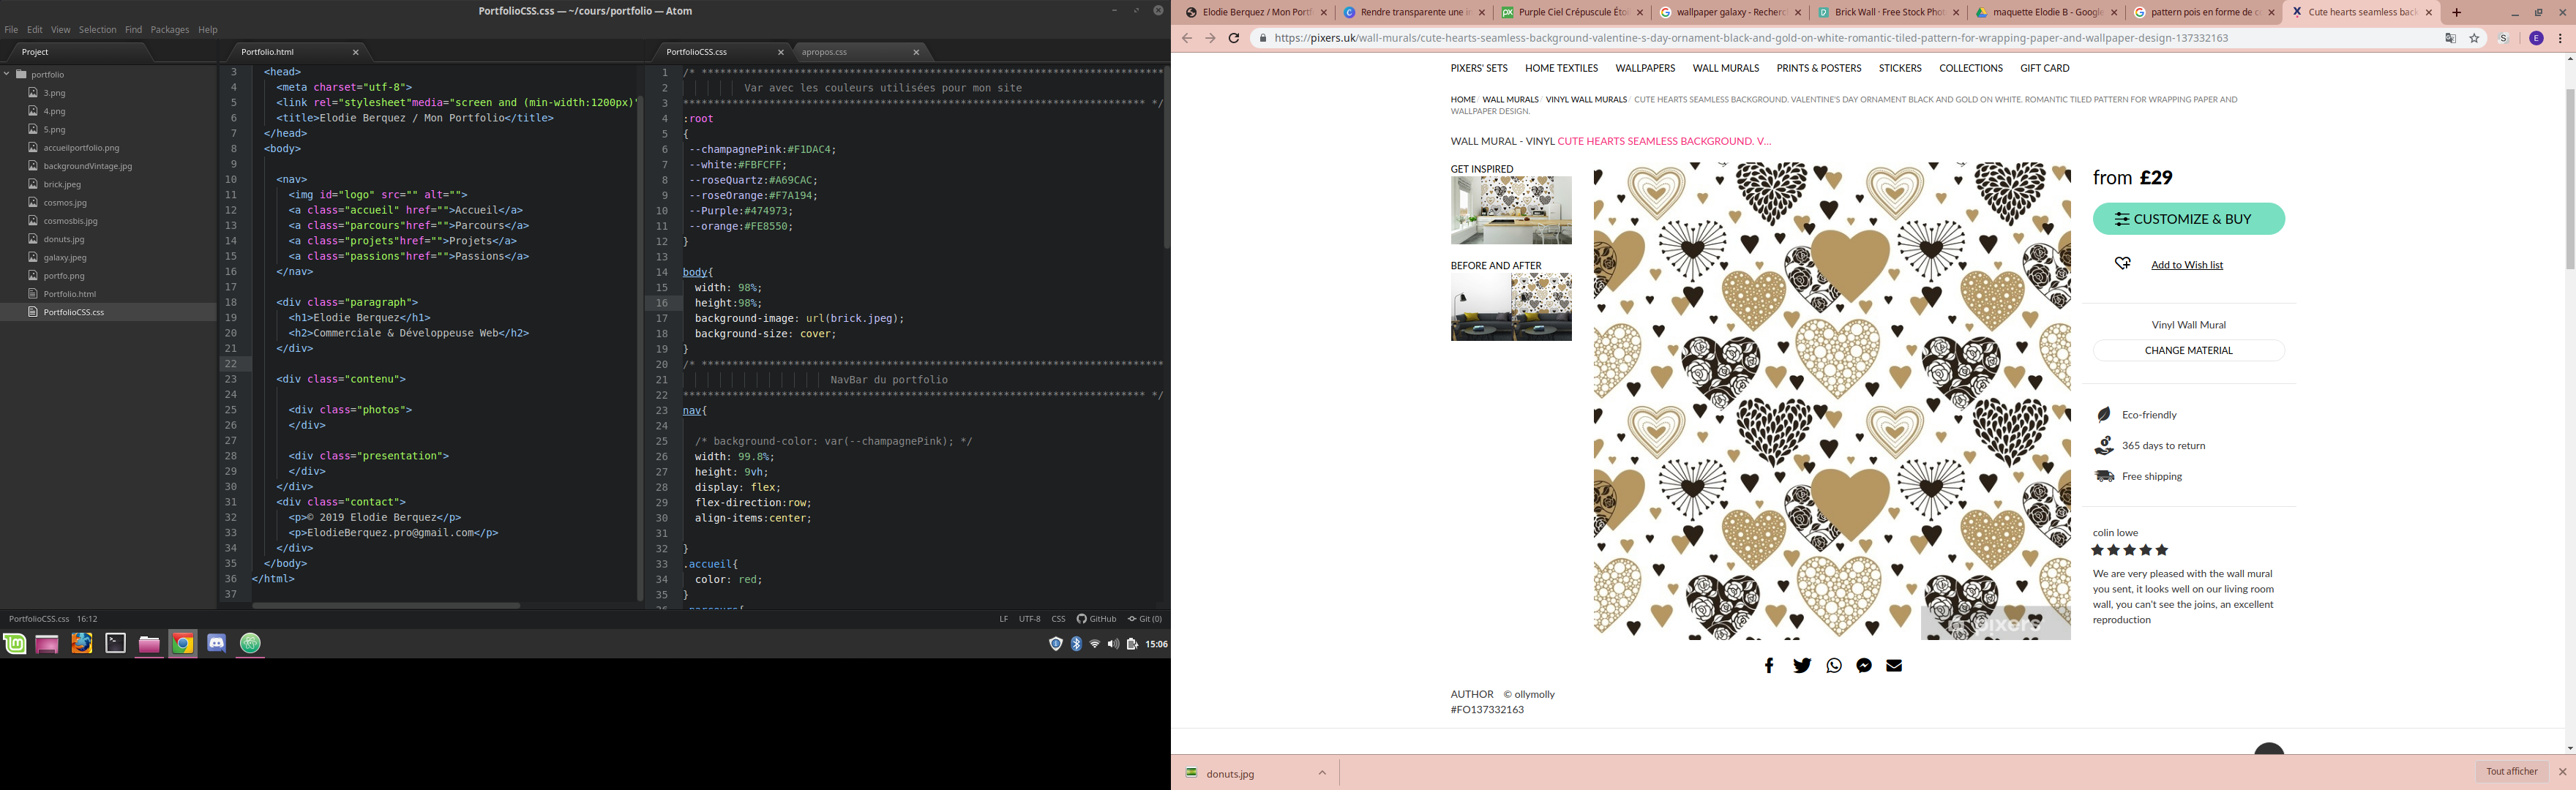 PortfolioCSS.css — ~/cours/portfolio — Atom
File Edit View Selection Find Packages Help
Project
portfolio
3.png
4.png
5.png
accueilportfolio.png
backgroundVintage.jpg
brick.jpeg
cosmos.jpg
cosmosbis.jpg
donuts.jpg
galaxy.jpeg
portfo.png
Portfolio.html
PortfolioCSS.css
Portfolio.html
3 <head>
4 <meta charset="utf-8">
5 <link rel="stylesheet"media="screen and (min-width:1200px)"
6 <title>Elodie Berquez / Mon Portfolio</title>
7 </head>
8 <body>
9
10 <nav>
11 <img id="logo" src="" alt="">
12 <a class="accueil" href="">Accueil</a>
13 <a class="parcours"href="">Parcours</a>
14 <a class="projets"href="">Projets</a>
15 <a class="passions"href="">Passions</a>
16 </nav>
17
18 <div class="paragraph">
19 <h1>Elodie Berquez</h1>
20 <h2>Commerciale & Développeuse Web</h2>
21 </div>
22
23 <div class="contenu">
24
25 <div class="photos">
26 </div>
27
28 <div class="presentation">
29 </div>
30 </div>
31 <div class="contact">
32 <p>© 2019 Elodie Berquez</p>
33 <p>ElodieBerquez.pro@gmail.com</p>
34 </div>
35 </body>
36 </html>
37
PortfolioCSS.css apropos.css
1 /* ***************************************************************************
2 Var avec les couleurs utilisées pour mon site
3 *************************************************************************** */
4 :root
5 {
6 --champagnePink:#F1DAC4;
7 --white:#FBFCFF;
8 --roseQuartz:#A69CAC;
9 --roseOrange:#F7A194;
10 --Purple:#474973;
11 --orange:#FE8550;
12 }
13
14 body{
15 width: 98%;
16 height:98%;
17 background-image: url(brick.jpeg);
18 background-size: cover;
19 }
20 /* ***************************************************************************
21 NavBar du portfolio
22 *************************************************************************** */
23 nav{
24
25 /* background-color: var(--champagnePink); */
26 width: 99.8%;
27 height: 9vh;
28 display: flex;
29 flex-direction:row;
30 align-items:center;
31
32 }
33 .accueil{
34 color: red;
35 }
PortfolioCSS.css 16:12
LF UTF-8 CSS GitHub Git (0)
15:06
Elodie Berquez / Mon Portf
Rendre transparente une i
Purple Ciel Crépuscule Étoi
wallpaper galaxy - Recherc
Brick Wall · Free Stock Phot
maquette Elodie B - Google
pattern pois en forme de c
Cute hearts seamless back
https://pixers.uk/wall-murals/cute-hearts-seamless-background-valentine-s-day-ornament-black-and-gold-on-white-romantic-tiled-pattern-for-wrapping-paper-and-wallpaper-design-137332163
PIXERS' SETS HOME TEXTILES WALLPAPERS WALL MURALS PRINTS & POSTERS STICKERS COLLECTIONS GIFT CARD
HOME / WALL MURALS / VINYL WALL MURALS / CUTE HEARTS SEAMLESS BACKGROUND. VALENTINE'S DAY ORNAMENT BLACK AND GOLD ON WHITE. ROMANTIC TILED PATTERN FOR WRAPPING PAPER AND
WALLPAPER DESIGN.
WALL MURAL - VINYL CUTE HEARTS SEAMLESS BACKGROUND. V...
GET INSPIRED
BEFORE AND AFTER
pixers
from £29
CUSTOMIZE & BUY
Add to Wish list
Vinyl Wall Mural
CHANGE MATERIAL
Eco-friendly
365 days to return
Free shipping
colin lowe
We are very pleased with the wall mural
you sent, it looks well on our living room
wall, you can't see the joins, an excellent
reproduction
AUTHOR © ollymolly
#FO137332163
donuts.jpg
Tout afficher